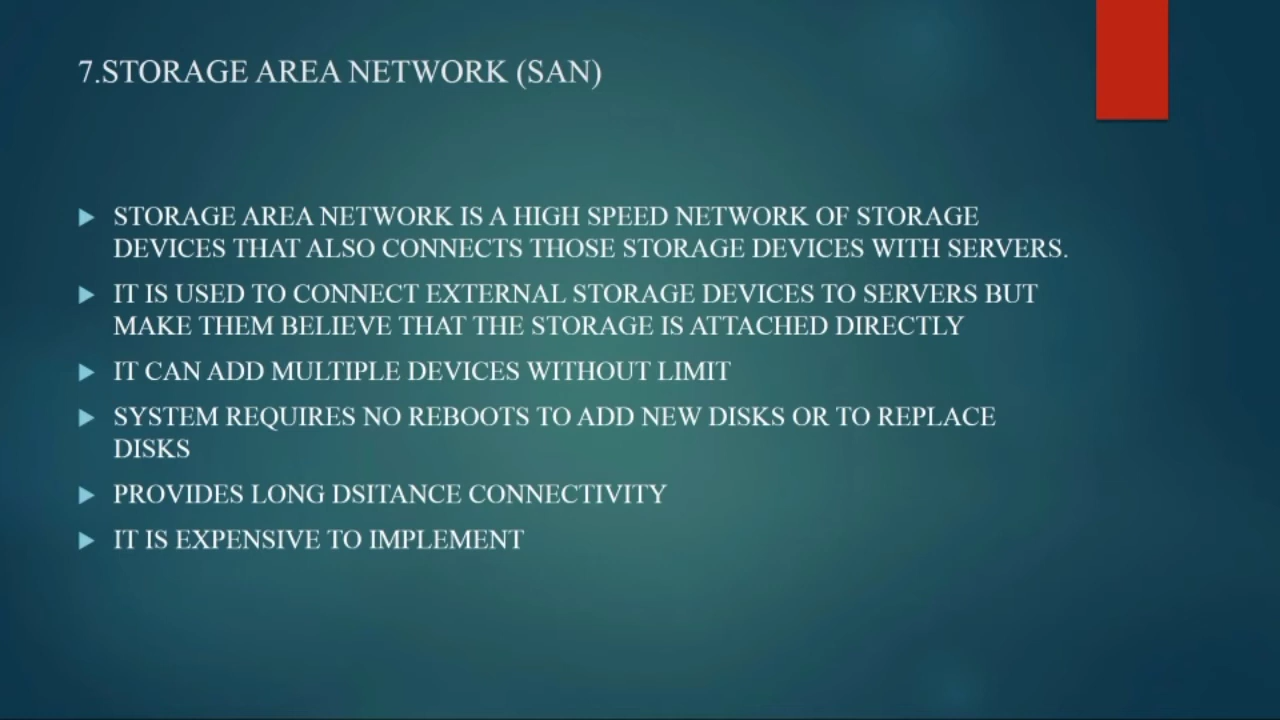 7.STORAGE AREA NETWORK (SAN)
STORAGE AREA NETWORK IS A HIGH SPEED NETWORK OF STORAGE
DEVICES THAT ALSO CONNECTS THOSE STORAGE DEVICES WITH SERVERS.
IT IS USED TO CONNECT EXTERNAL STORAGE DEVICES TO SERVERS BUT
MAKE THEM BELIEVE THAT THE STORAGE IS ATTACHED DIRECTLY
IT CAN ADD MULTIPLE DEVICES WITHOUT LIMIT
SYSTEM REQUIRES NO REBOOTS TO ADD NEW DISKS OR TO REPLACE
DISKS
PROVIDES LONG DSITANCE CONNECTIVITY
IT IS EXPENSIVE TO IMPLEMENT